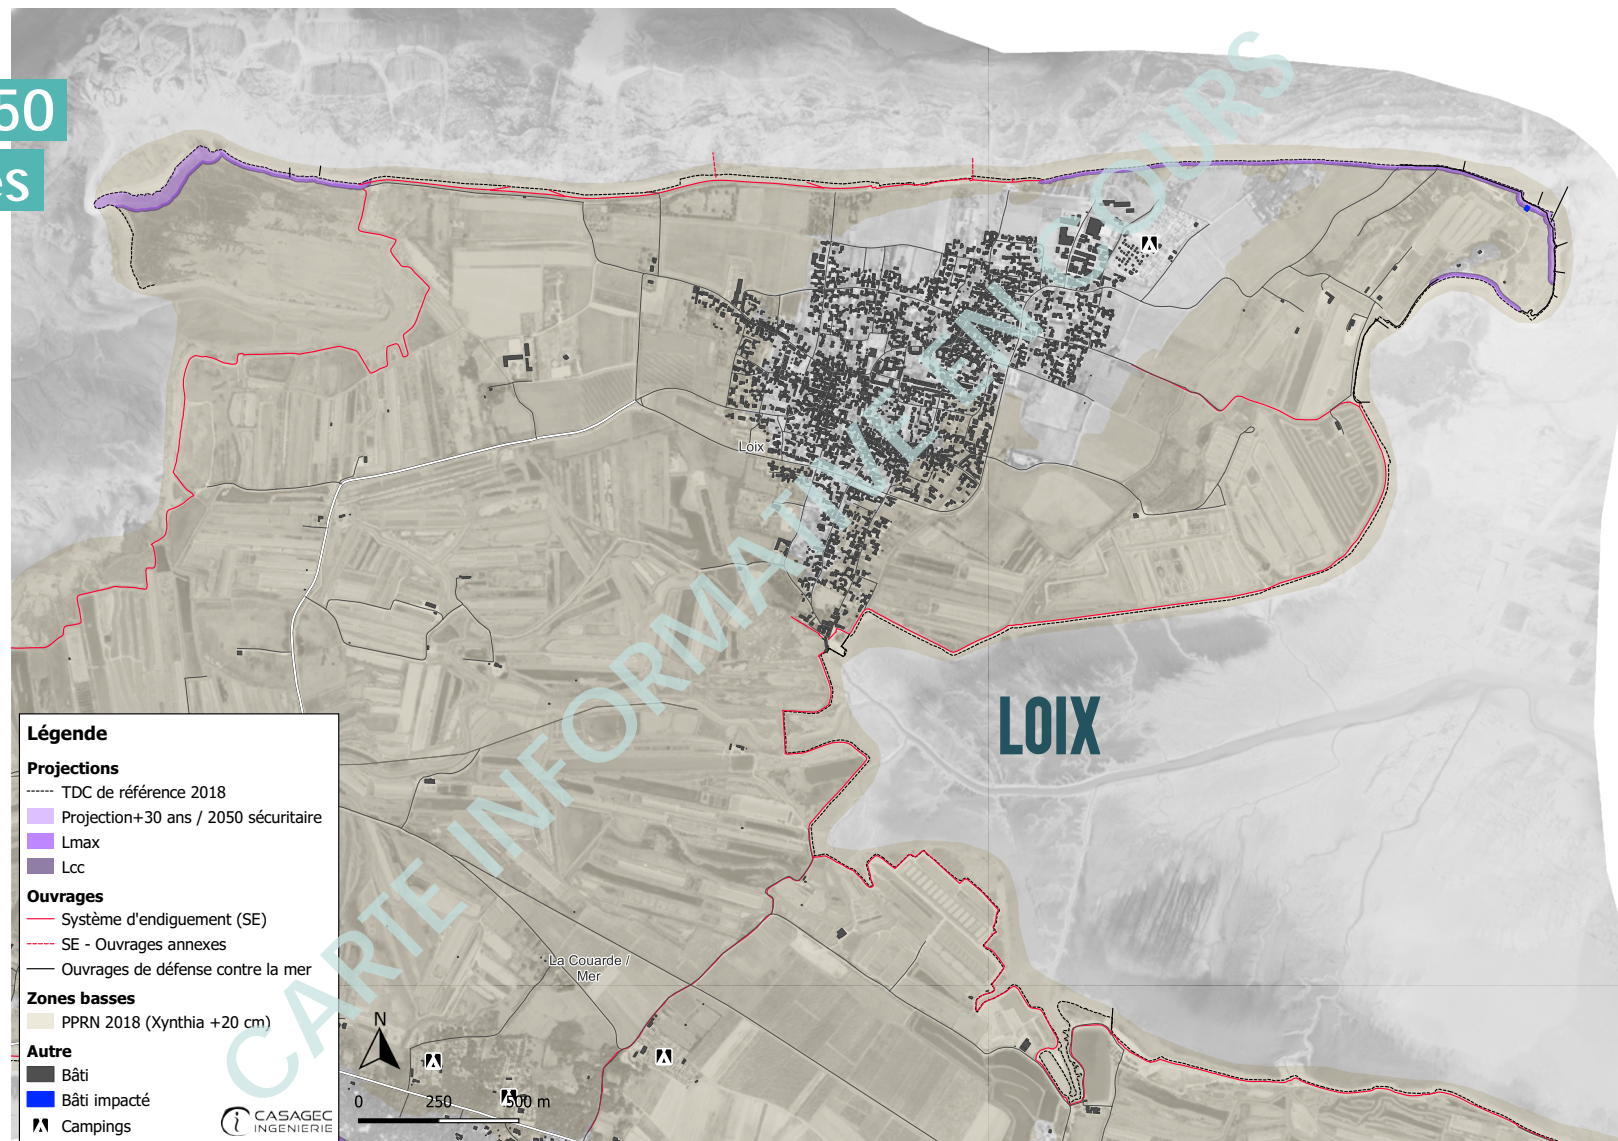 50
es
CARTE INFORMATIVE EN COURS
Loix
LOIX
La Couarde /
Mer
Légende
Projections
TDC de référence 2018
Projection+30 ans / 2050 sécuritaire
Lmax
Lcc
Ouvrages
Système d'endiguement (SE)
SE - Ouvrages annexes
Ouvrages de défense contre la mer
Zones basses
PPRN 2018 (Xynthia +20 cm)
Autre
Bâti
Bâti impacté
Campings
CASAGEC
INGENIERIE
N
0 250 500 m